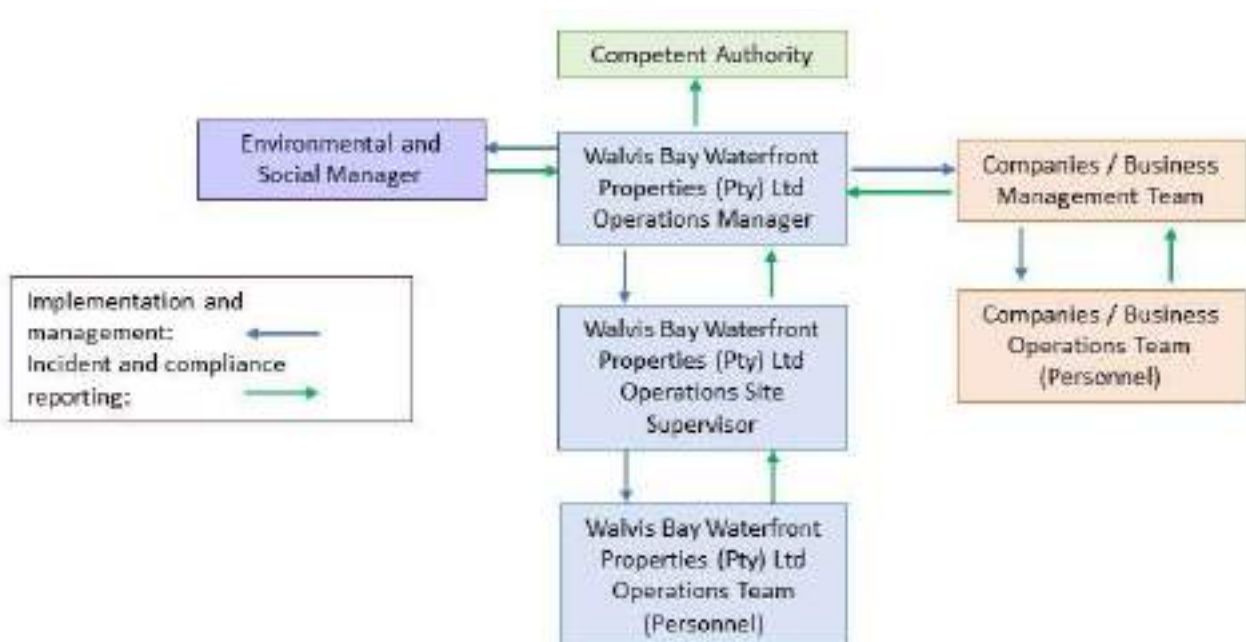 Competent Authority
Environmental and
Social Manager
Walvis Bay Waterfront
Properties (Pty) Ltd
Operations Manager
Companies / Business
Management Team
Implementation and
management:
Incident and compliance
reporting:
Walvis Bay Waterfront
Properties (Pty) Ltd
Operations Site
Supervisor
Companies / Business
Operations Team
(Personnel)
Walvis Bay Waterfront
Properties (Pty) Ltd
Operations Team
(Personnel)